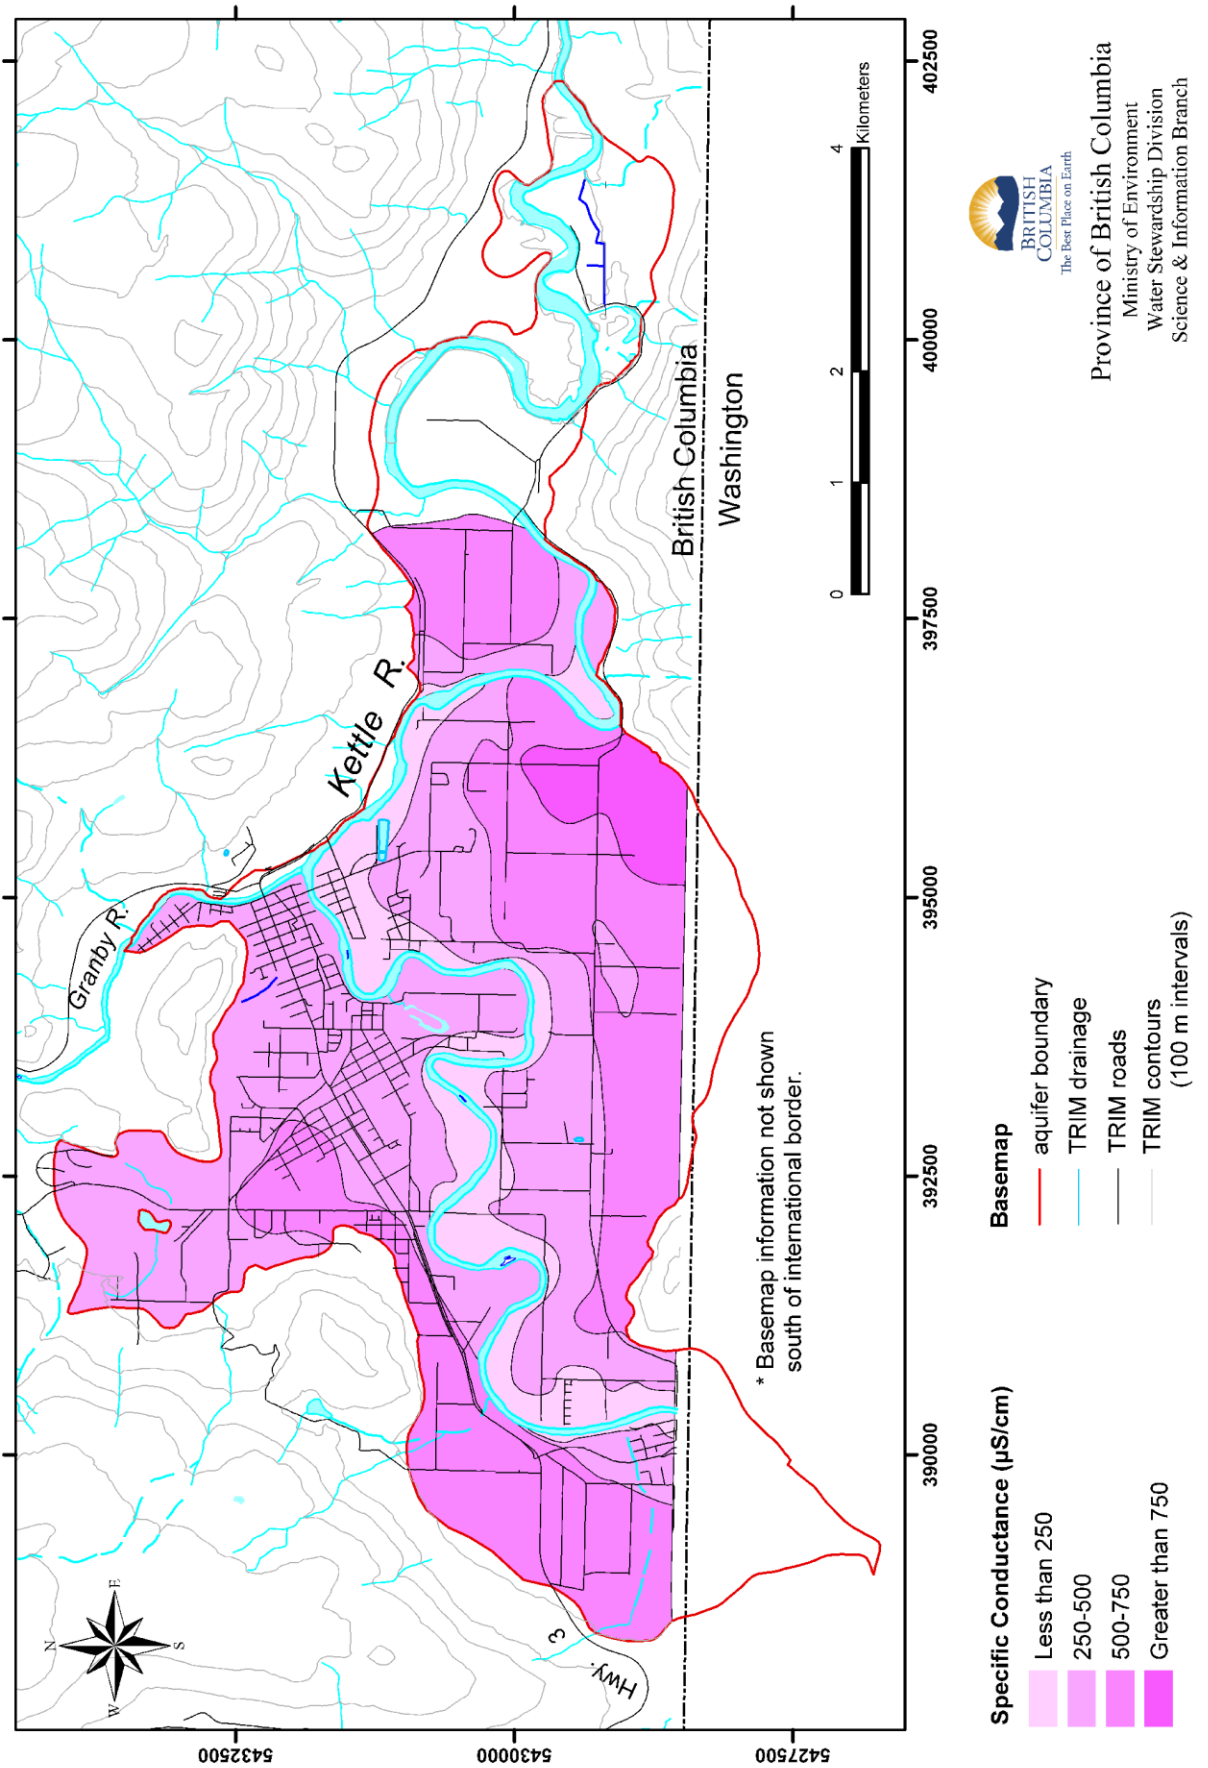 Granby R.
Kettle R.
Hwy. 3
N
E
S
W
British Columbia
Washington
* Basemap information not shown
south of international border.
0 1 2 4
Kilometers
5432500
5430000
5427500
390000
392500
395000
397500
400000
402500
Specific Conductance (µS/cm)
Less than 250
250-500
500-750
Greater than 750
Basemap
aquifer boundary
TRIM drainage
TRIM roads
TRIM contours
(100 m intervals)
BRITISH
COLUMBIA
The Best Place on Earth
Province of British Columbia
Ministry of Environment
Water Stewardship Division
Science & Information Branch